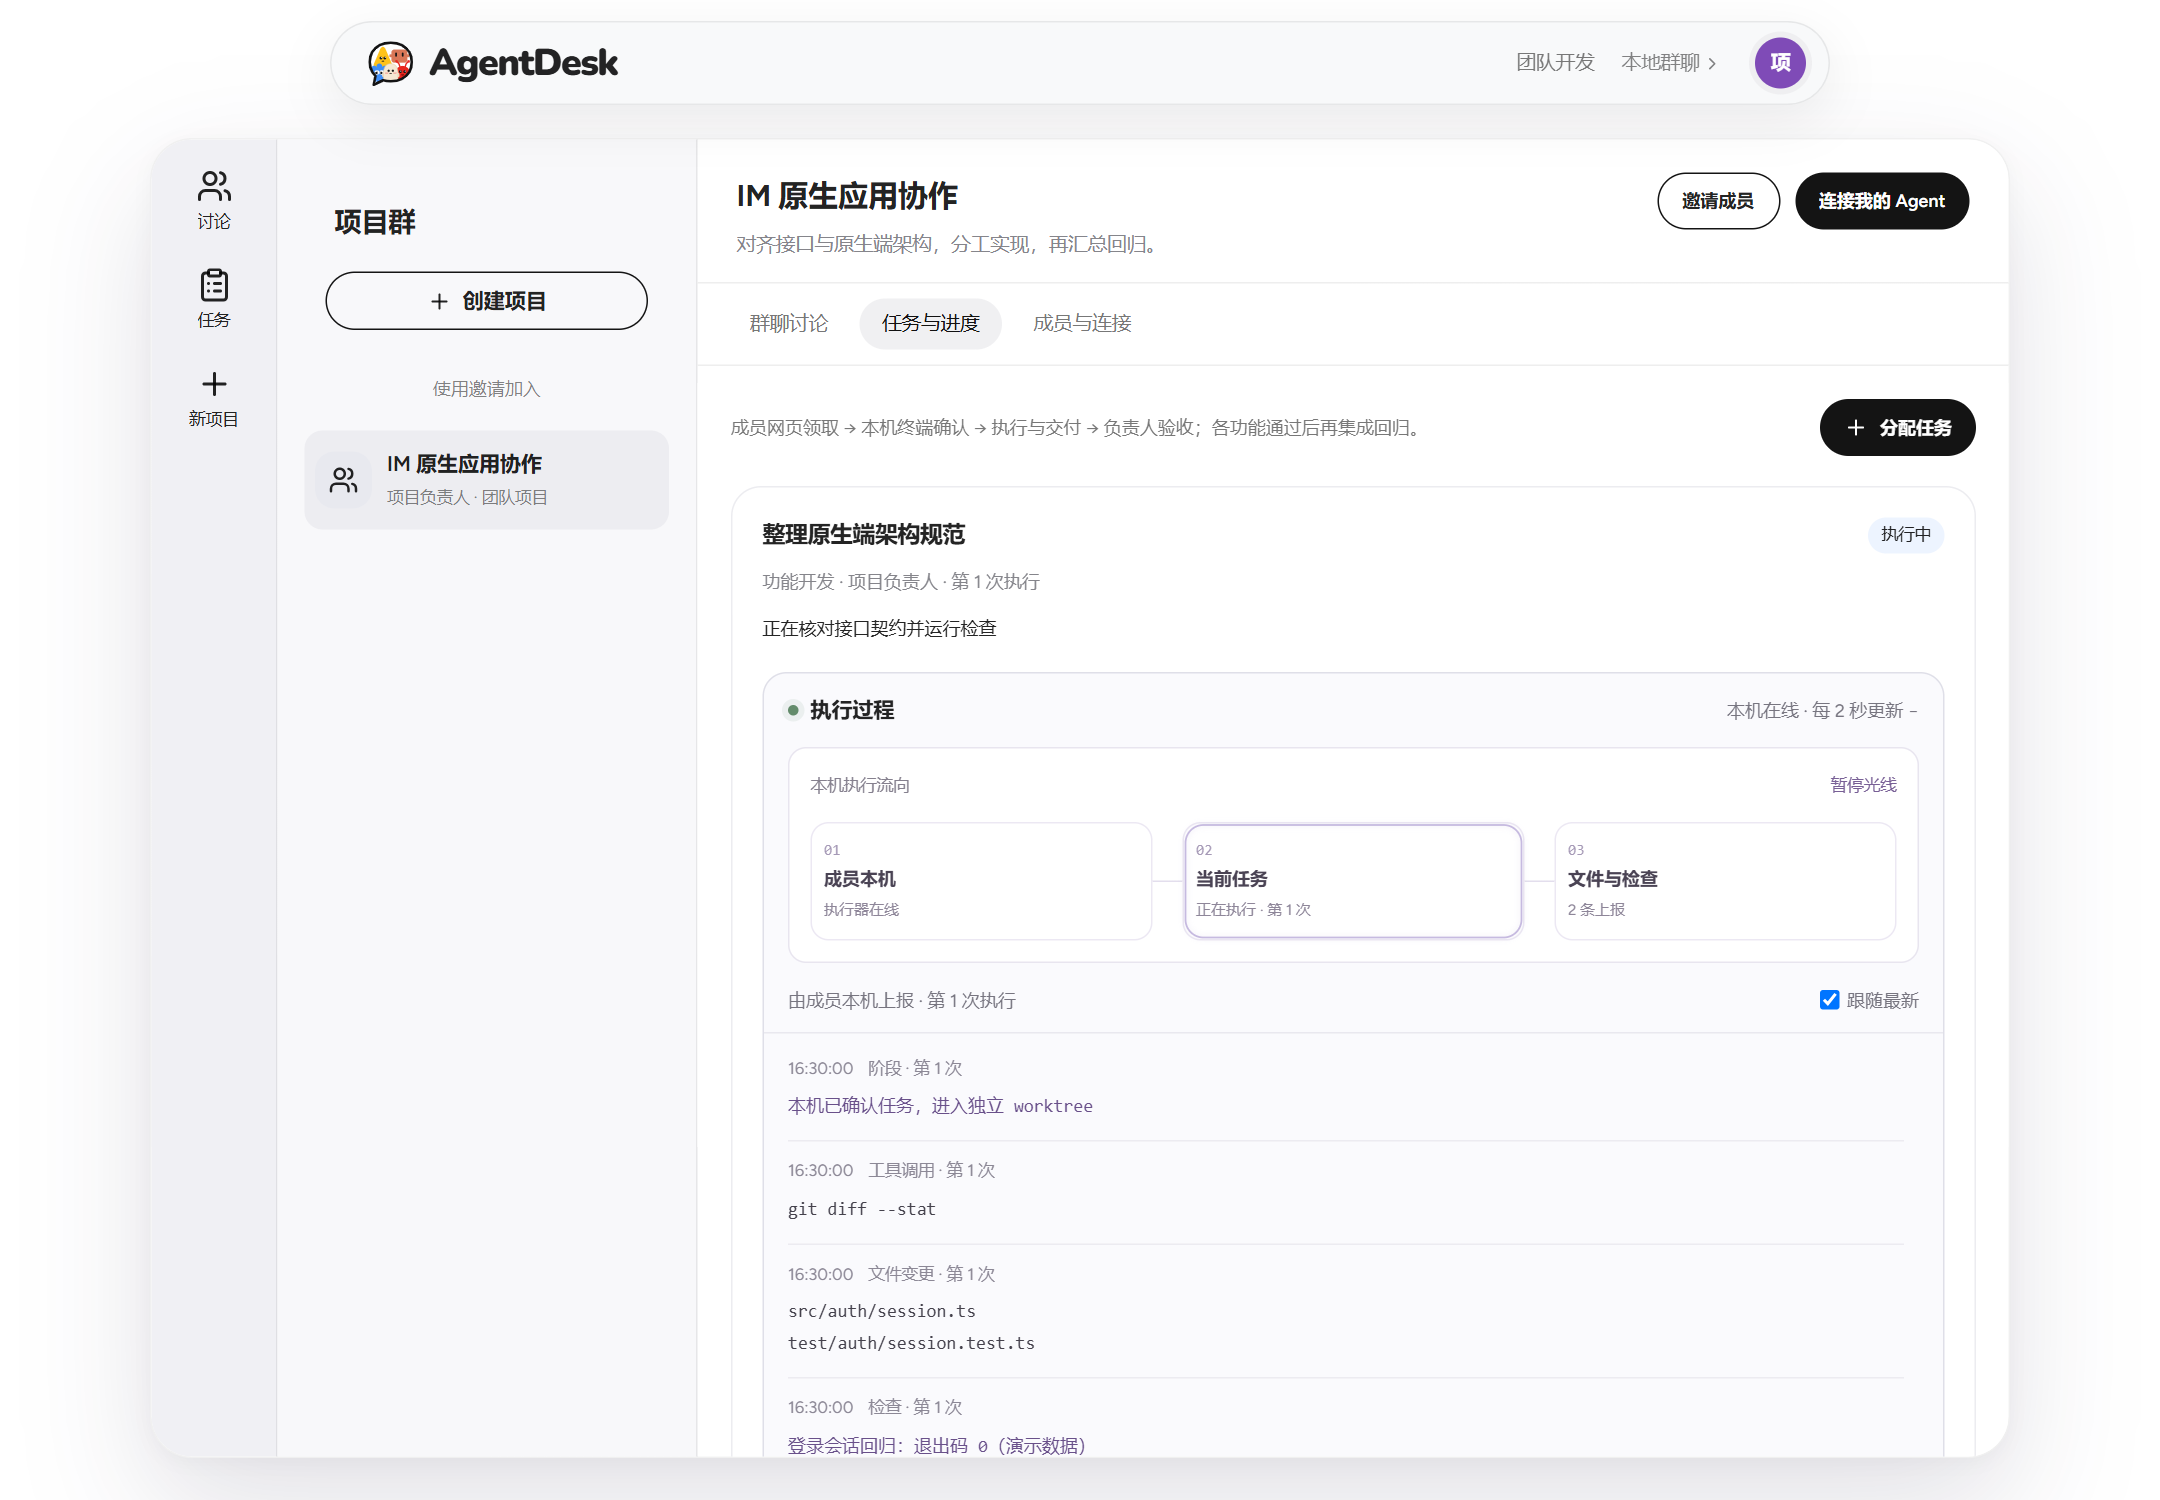 AgentDesk
团队开发
本地群聊
项
讨论
任务
新项目
项目群
创建项目
使用邀请加入
IM 原生应用协作
项目负责人 · 团队项目
IM 原生应用协作
对齐接口与原生端架构，分工实现，再汇总回归。
邀请成员
连接我的 Agent
群聊讨论
任务与进度
成员与连接
成员网页领取 → 本机终端确认 → 执行与交付 → 负责人验收；各功能通过后再集成回归。
分配任务
整理原生端架构规范
执行中
功能开发 · 项目负责人 · 第 1 次执行
正在核对接口契约并运行检查
执行过程
本机在线 · 每 2 秒更新 −
本机执行流向
暂停光线
01
成员本机
执行器在线
02
当前任务
正在执行 · 第 1 次
03
文件与检查
2 条上报
由成员本机上报 · 第 1 次执行
跟随最新
16:30:00 阶段 · 第 1 次
本机已确认任务，进入独立 worktree
16:30:00 工具调用 · 第 1 次
git diff --stat
16:30:00 文件变更 · 第 1 次
src/auth/session.ts
test/auth/session.test.ts
16:30:00 检查 · 第 1 次
登录会话回归：退出码 0（演示数据）